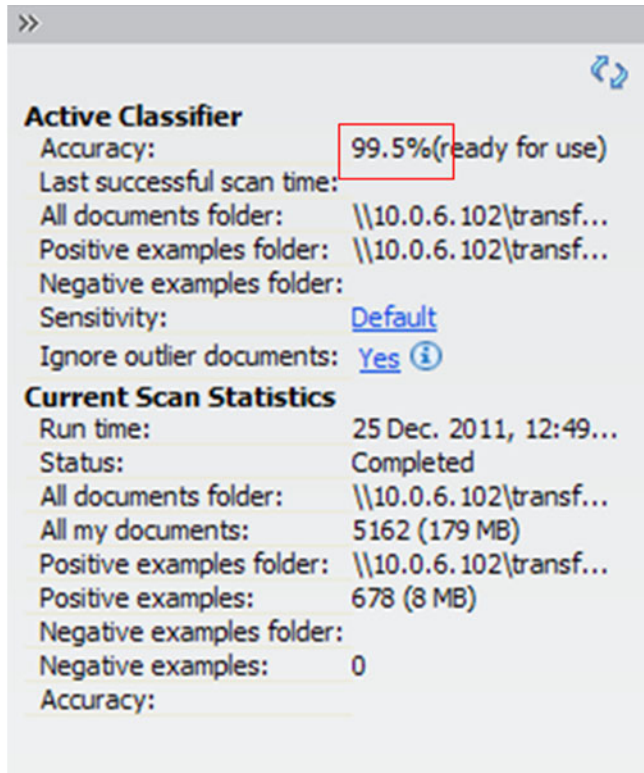 »
Active Classifier
Accuracy: 99.5%(ready for use)
Last successful scan time:
All documents folder: \\10.0.6.102\transf...
Positive examples folder: \\10.0.6.102\transf...
Negative examples folder:
Sensitivity: Default
Ignore outlier documents: Yes
Current Scan Statistics
Run time: 25 Dec. 2011, 12:49...
Status: Completed
All documents folder: \\10.0.6.102\transf...
All my documents: 5162 (179 MB)
Positive examples folder: \\10.0.6.102\transf...
Positive examples: 678 (8 MB)
Negative examples folder:
Negative examples: 0
Accuracy: